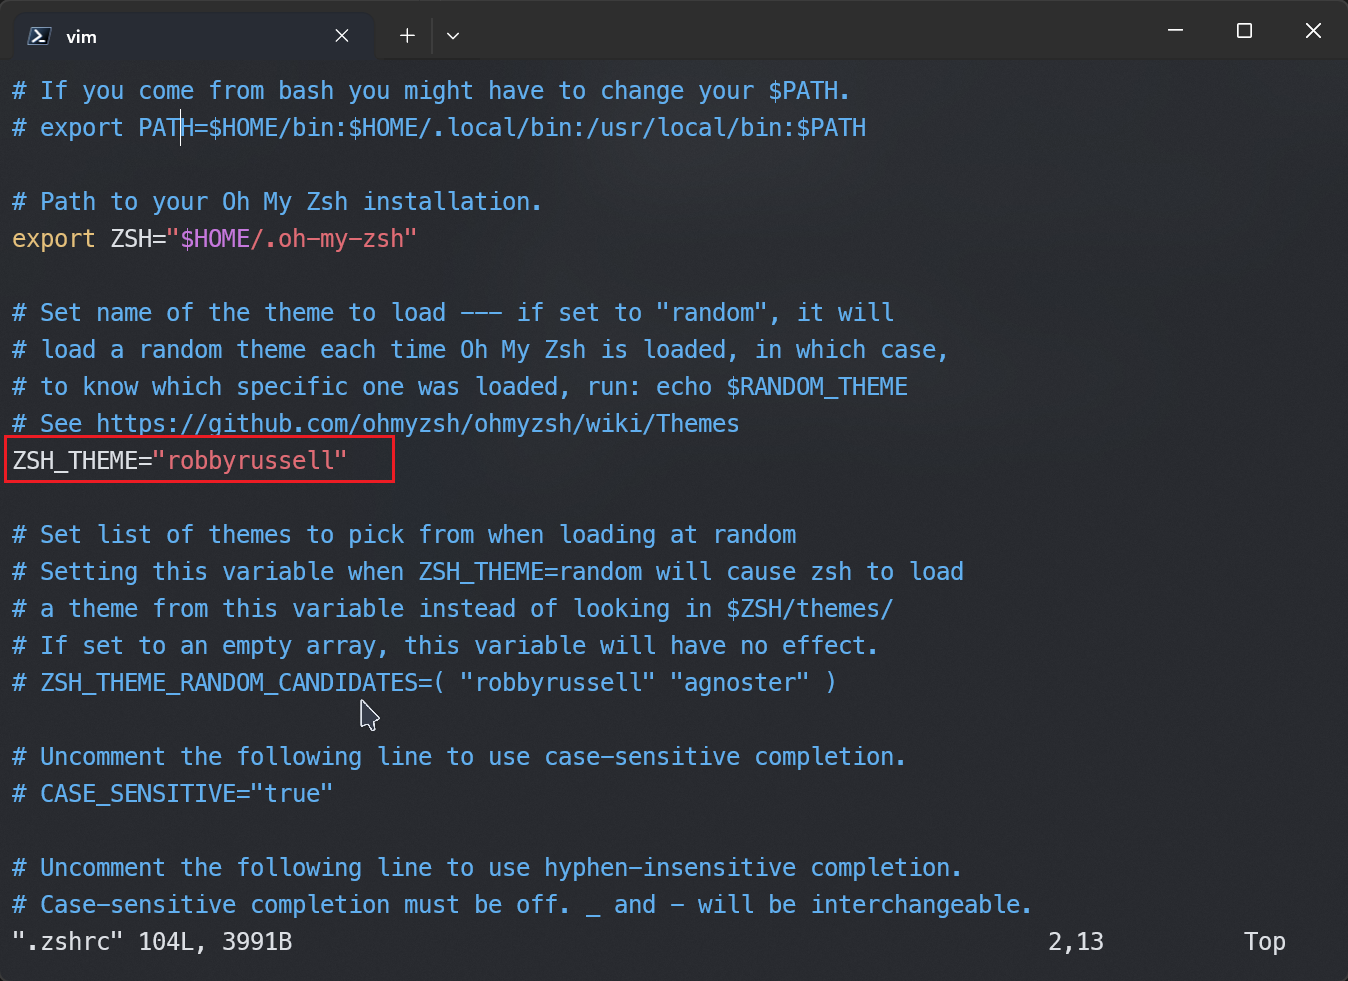 vim
# If you come from bash you might have to change your $PATH.
# export PATH=$HOME/bin:$HOME/.local/bin:/usr/local/bin:$PATH
# Path to your Oh My Zsh installation.
export ZSH="$HOME/.oh-my-zsh"
# Set name of the theme to load --- if set to "random", it will
# load a random theme each time Oh My Zsh is loaded, in which case,
# to know which specific one was loaded, run: echo $RANDOM_THEME
# See https://github.com/ohmyzsh/ohmyzsh/wiki/Themes
ZSH_THEME="robbyrussell"
# Set list of themes to pick from when loading at random
# Setting this variable when ZSH_THEME=random will cause zsh to load
# a theme from this variable instead of looking in $ZSH/themes/
# If set to an empty array, this variable will have no effect.
# ZSH_THEME_RANDOM_CANDIDATES=( "robbyrussell" "agnoster" )
# Uncomment the following line to use case-sensitive completion.
# CASE_SENSITIVE="true"
# Uncomment the following line to use hyphen-insensitive completion.
# Case-sensitive completion must be off. _ and - will be interchangeable.
".zshrc" 104L, 3991B 2,13 Top